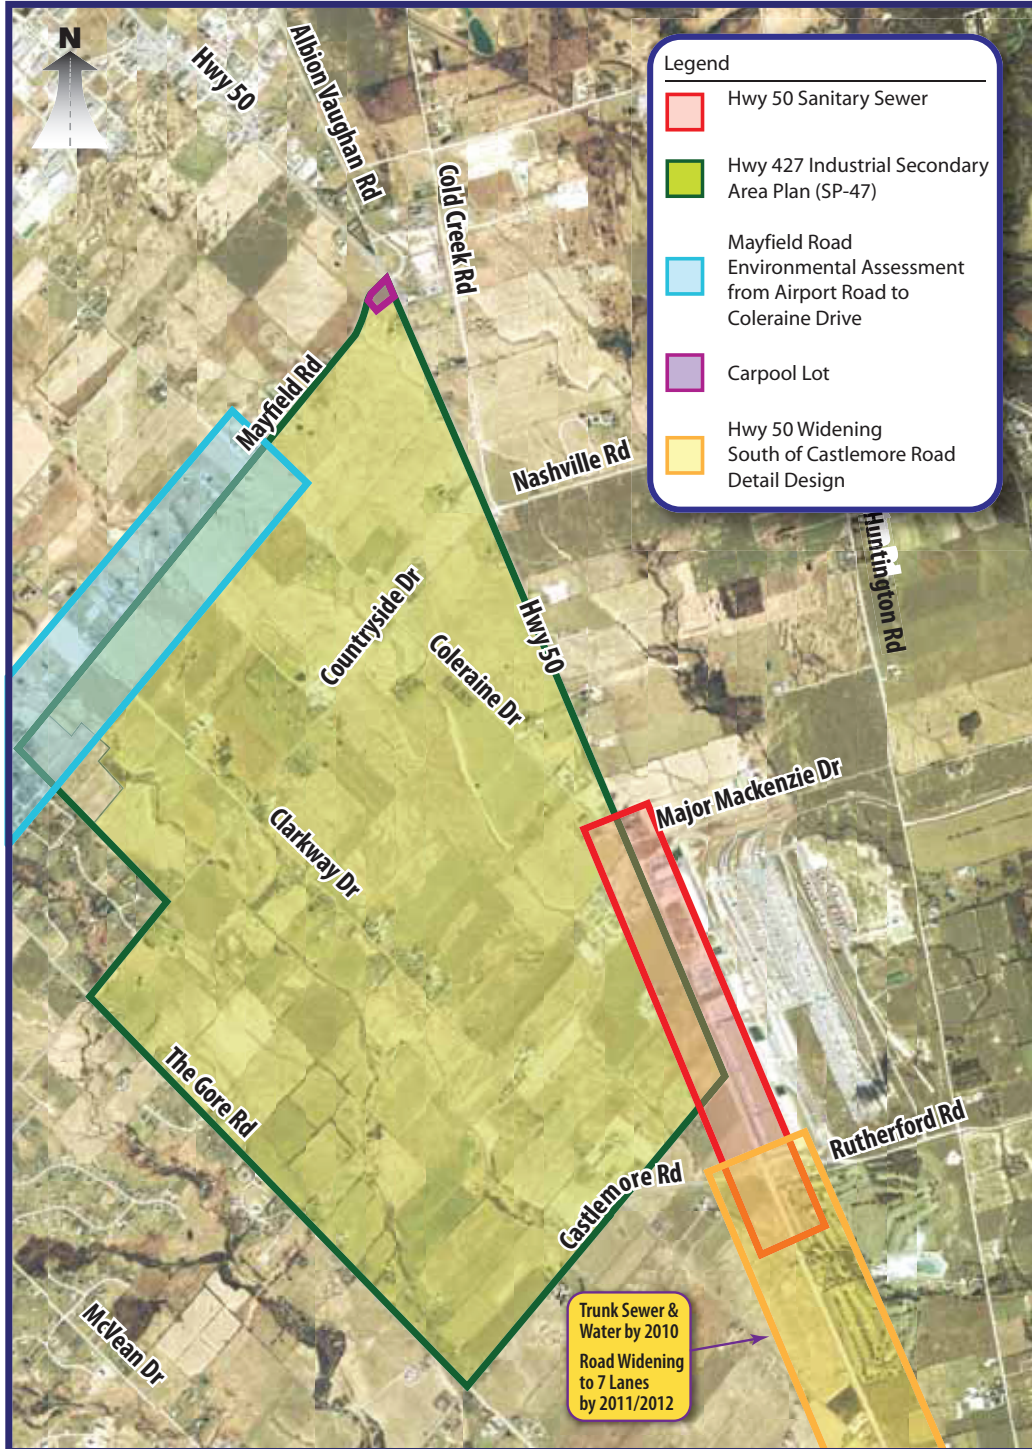 N
Hwy 50
Albion Vaughan Rd
Cold Creek Rd
Legend
Hwy 50 Sanitary Sewer
Hwy 427 Industrial Secondary
Area Plan (SP-47)
Mayfield Road
Environmental Assessment
from Airport Road to
Coleraine Drive
Carpool Lot
Hwy 50 Widening
South of Castlemore Road
Detail Design
Mayfield Rd
Nashville Rd
Huntington Rd
Countryside Dr
Coleraine Dr
Hwy 50
Major Mackenzie Dr
Clarkway Dr
The Gore Rd
Castlemore Rd
Rutherford Rd
McVean Dr
Trunk Sewer &
Water by 2010
Road Widening
to 7 Lanes
by 2011/2012